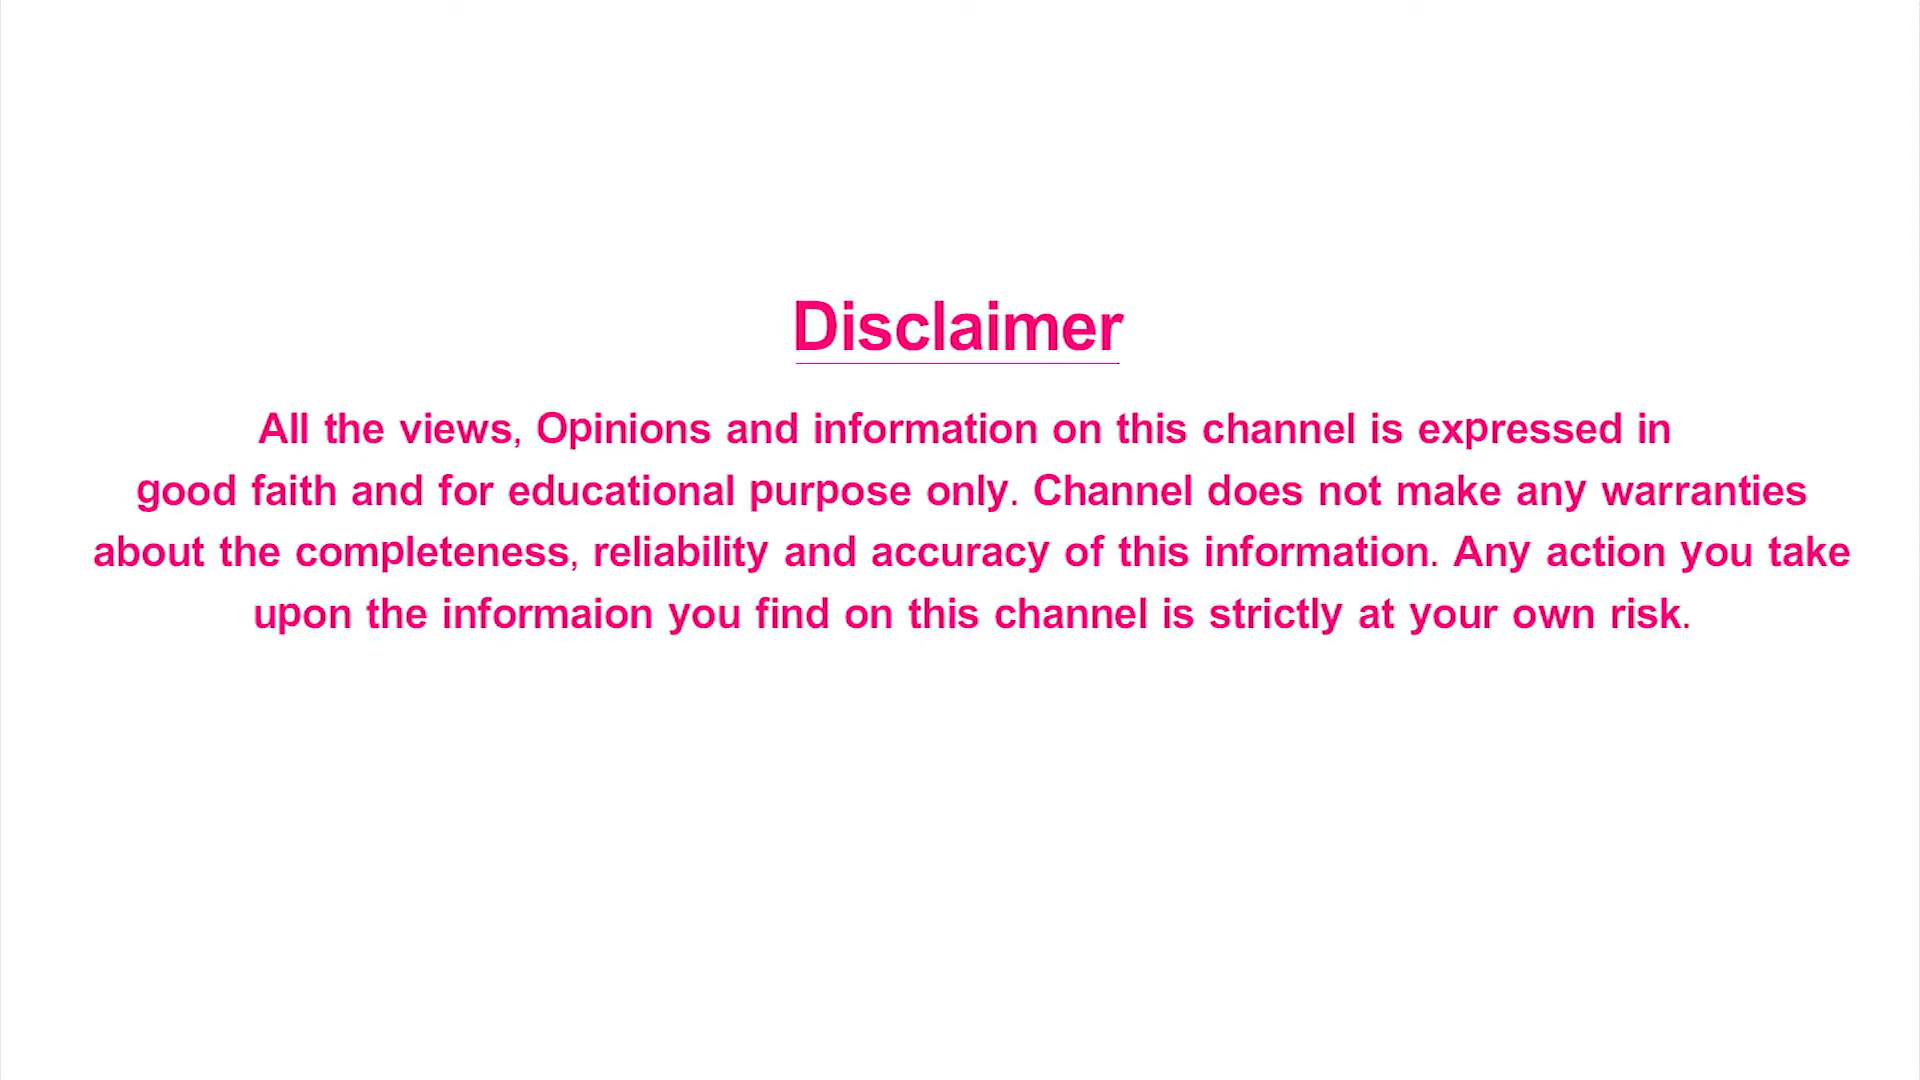 Disclaimer
All the views, Opinions and information on this channel is expressed in
good faith and for educational purpose only. Channel does not make any warranties
about the completeness, reliability and accuracy of this information. Any action you take
upon the informaion you find on this channel is strictly at your own risk.